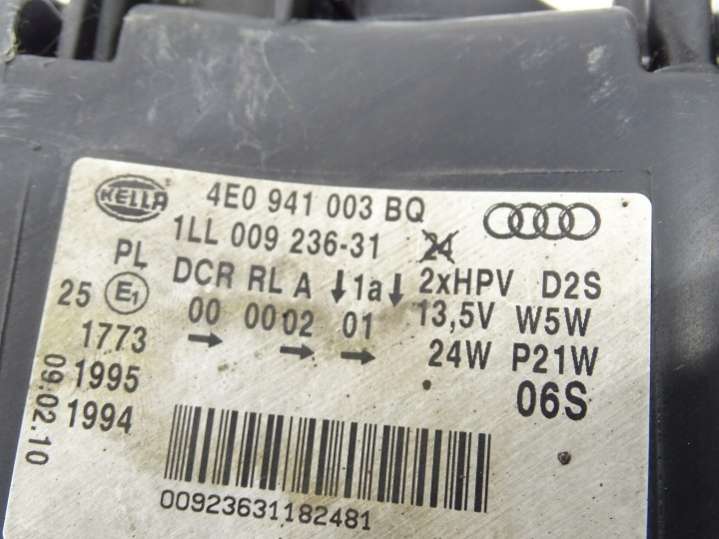 HELLA 4E0 941 003 BQ
1LL 009 236-31 24
PL DCR RL A ↓1a↓ 2xHPV D2S
25 E1 00 0002 01 13,5V W5W
1773 → → → 24W P21W
1995 06S
1994
09.02.10
00923631182481